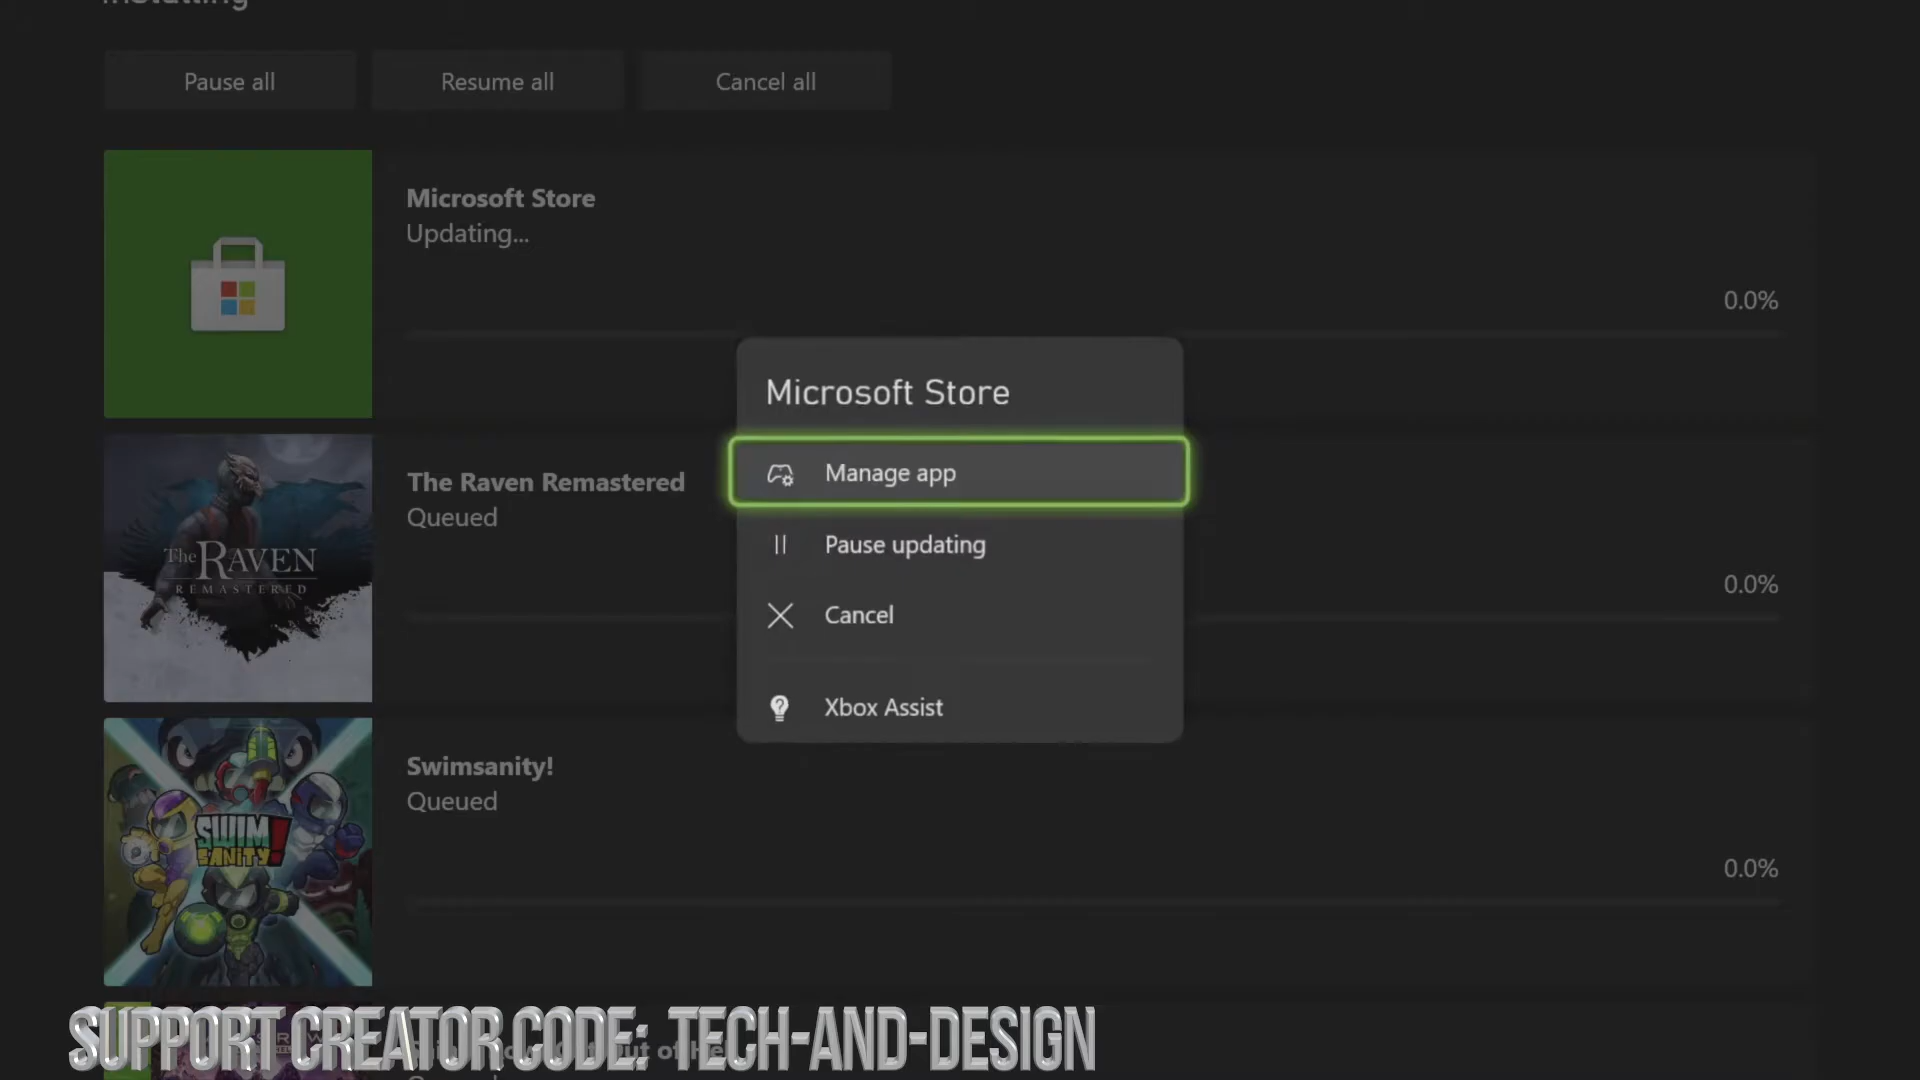 Installing
Pause all
Resume all
Cancel all
Microsoft Store
Updating...
0.0%
Microsoft Store
Manage app
Pause updating
Cancel
Xbox Assist
The Raven Remastered
Queued
0.0%
The RAVEN
REMASTERED
Swimsanity!
Queued
0.0%
SWIM
SANITY!
SUPPORT CREATOR CODE: TECH-AND-DESIGN